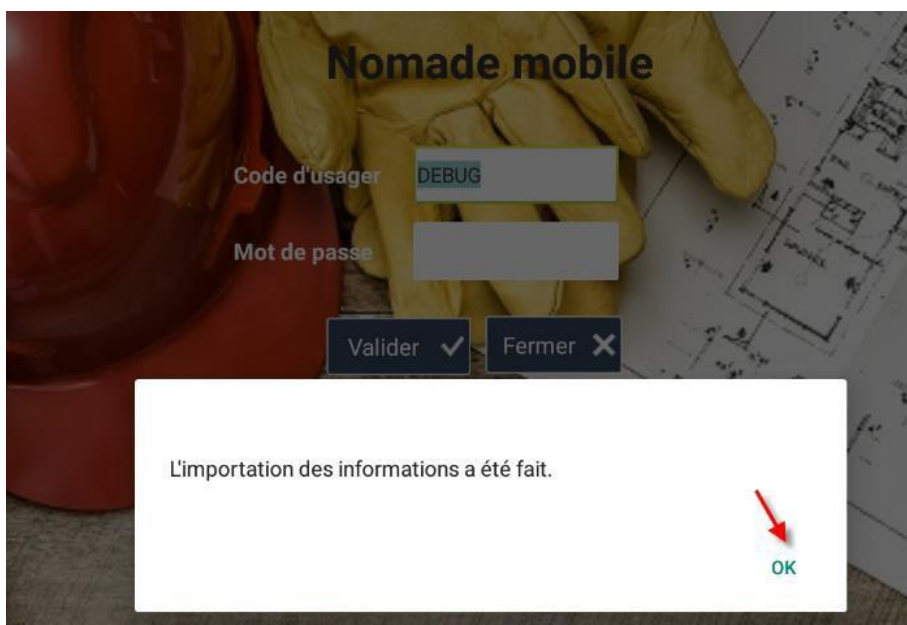 Nomade mobile
Code d'usager DEBUG
Mot de passe
Valider Fermer
L'importation des informations a été fait.
OK